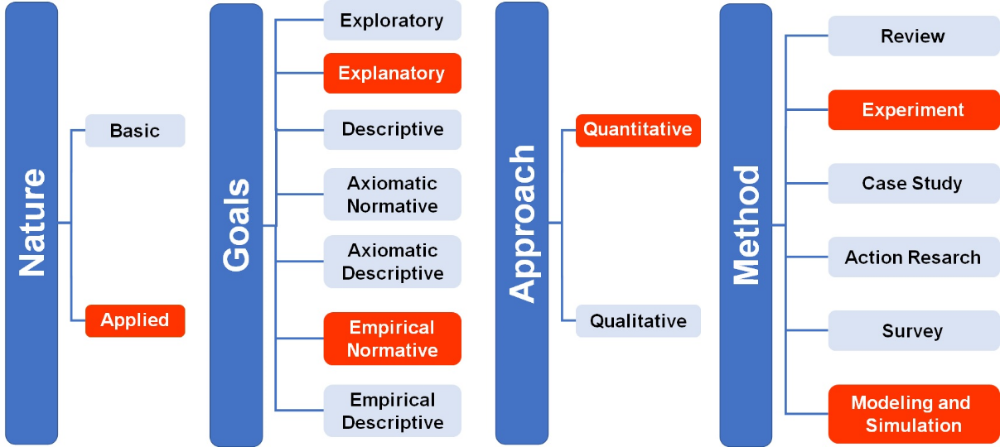 Nature
Basic
Applied
Goals
Exploratory
Explanatory
Descriptive
Axiomatic
Normative
Axiomatic
Descriptive
Empirical
Normative
Empirical
Descriptive
Approach
Quantitative
Qualitative
Method
Review
Experiment
Case Study
Action Resarch
Survey
Modeling and
Simulation